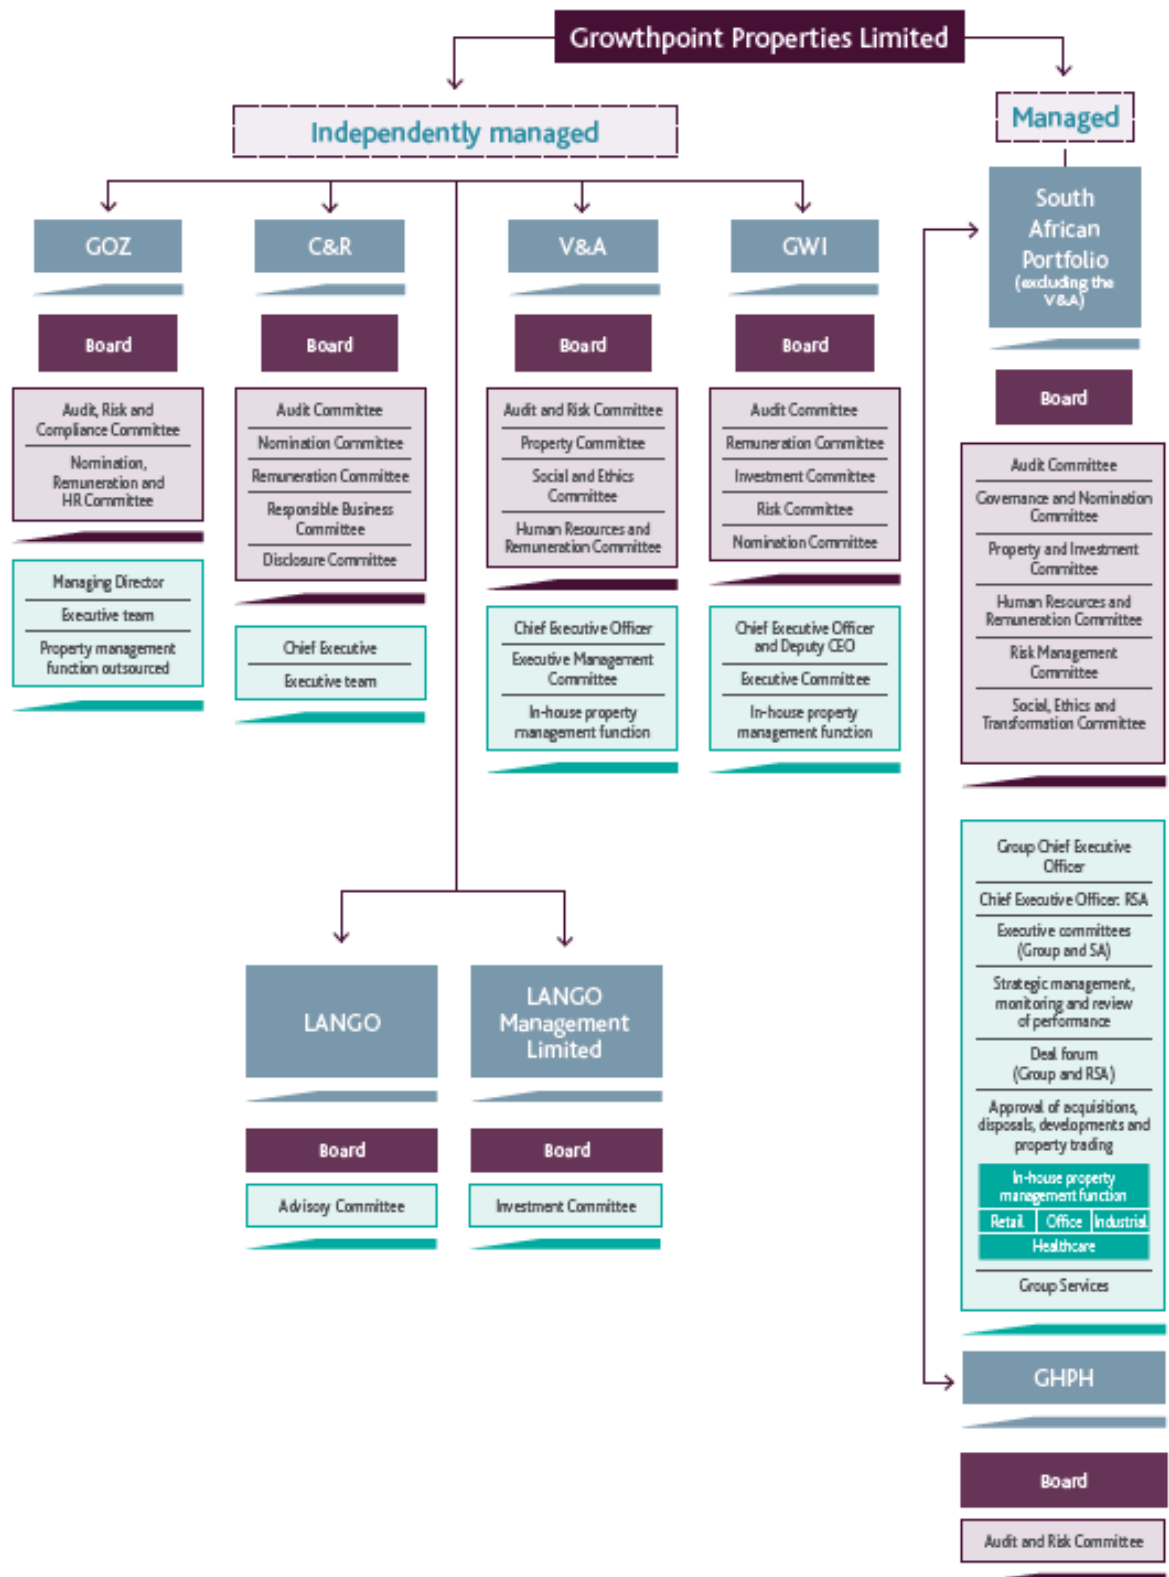 Growthpoint Properties Limited
Independently managed
Managed
GOZ
Board
Audit, Risk and
Compliance Committee
Nomination,
Remuneration and
HR Committee
Managing Director
Executive team
Property management
function outsourced
C&R
Board
Audit Committee
Nomination Committee
Remuneration Committee
Responsible Business
Committee
Disclosure Committee
Chief Executive
Executive team
V&A
Board
Audit and Risk Committee
Property Committee
Social and Ethics
Committee
Human Resources and
Remuneration Committee
Chief Executive Officer
Executive Management
Committee
In-house property
management function
GWI
Board
Audit Committee
Remuneration Committee
Investment Committee
Risk Committee
Nomination Committee
Chief Executive Officer
and Deputy CEO
Executive Committee
In-house property
management function
LANGO
Board
Advisory Committee
LANGO
Management
Limited
Board
Investment Committee
South
African
Portfolio
(excluding the
V&A)
Board
Audit Committee
Governance and Nomination
Committee
Property and Investment
Committee
Human Resources and
Remuneration Committee
Risk Management
Committee
Social, Ethics and
Transformation Committee
Group Chief Executive
Officer
Chief Executive Officer: RSA
Executive committees
(Group and SA)
Strategic management,
monitoring and review
of performance
Deal forum
(Group and RSA)
Approval of acquisitions,
disposals, developments and
property trading
In-house property
management function
Retail Office Industrial
Healthcare
Group Services
GHPH
Board
Audit and Risk Committee